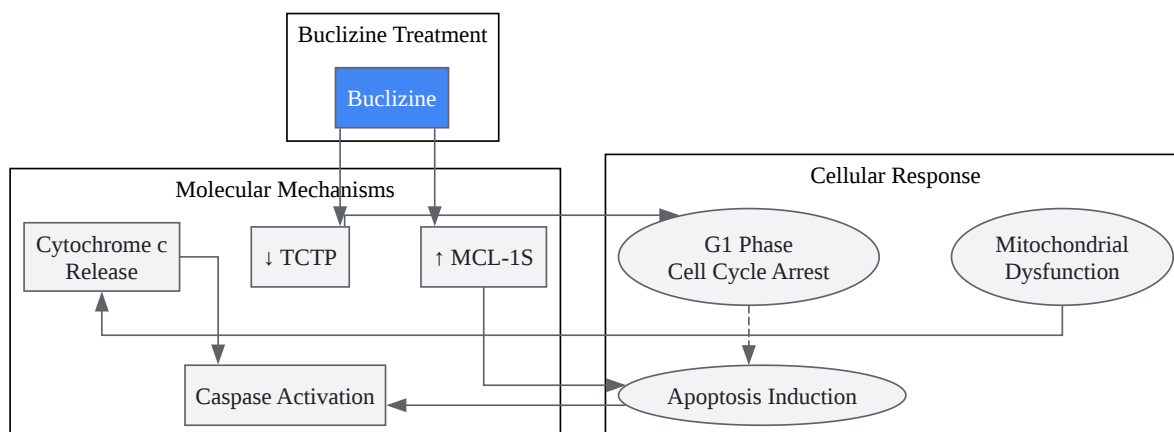 Buclizine Treatment
Buclizine
Molecular Mechanisms
Cellular Response
Cytochrome c
Release
↓ TCTP
↑ MCL-1S
G1 Phase
Cell Cycle Arrest
Mitochondrial
Dysfunction
Caspase Activation
Apoptosis Induction